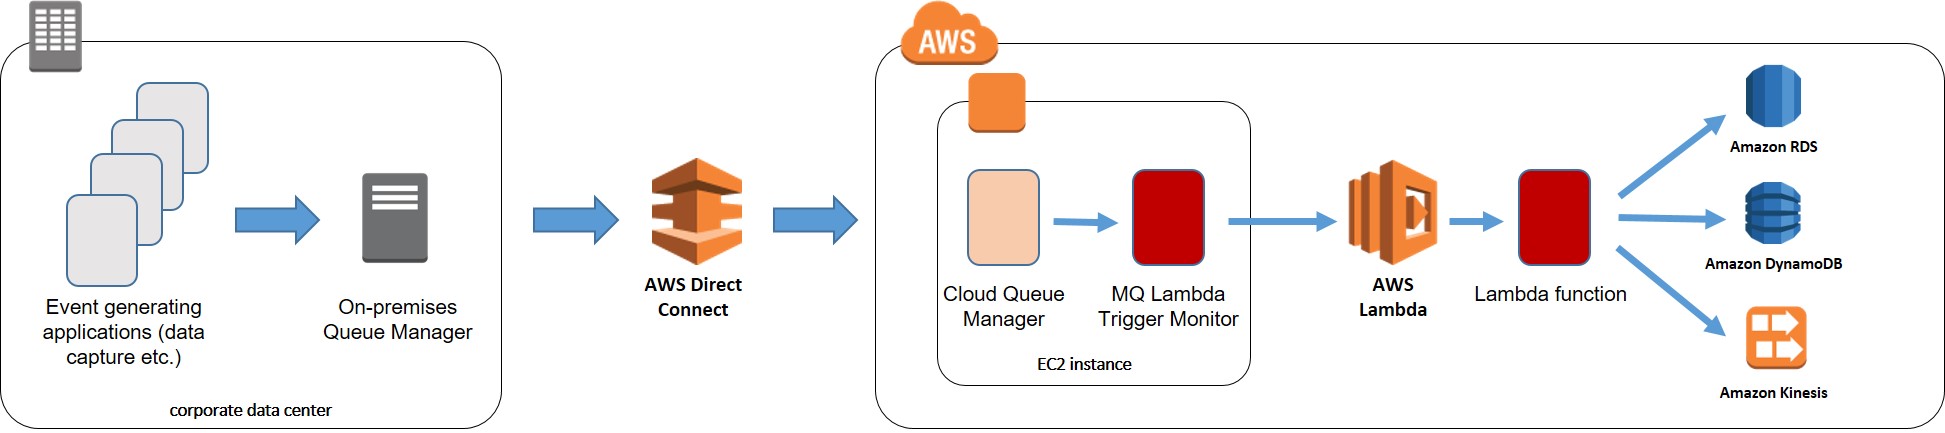 Event generating
applications (data
capture etc.)
On-premises
Queue Manager
corporate data center
AWS Direct
Connect
AWS
Cloud Queue
Manager
MQ Lambda
Trigger Monitor
EC2 instance
AWS
Lambda
Lambda function
Amazon RDS
Amazon DynamoDB
Amazon Kinesis